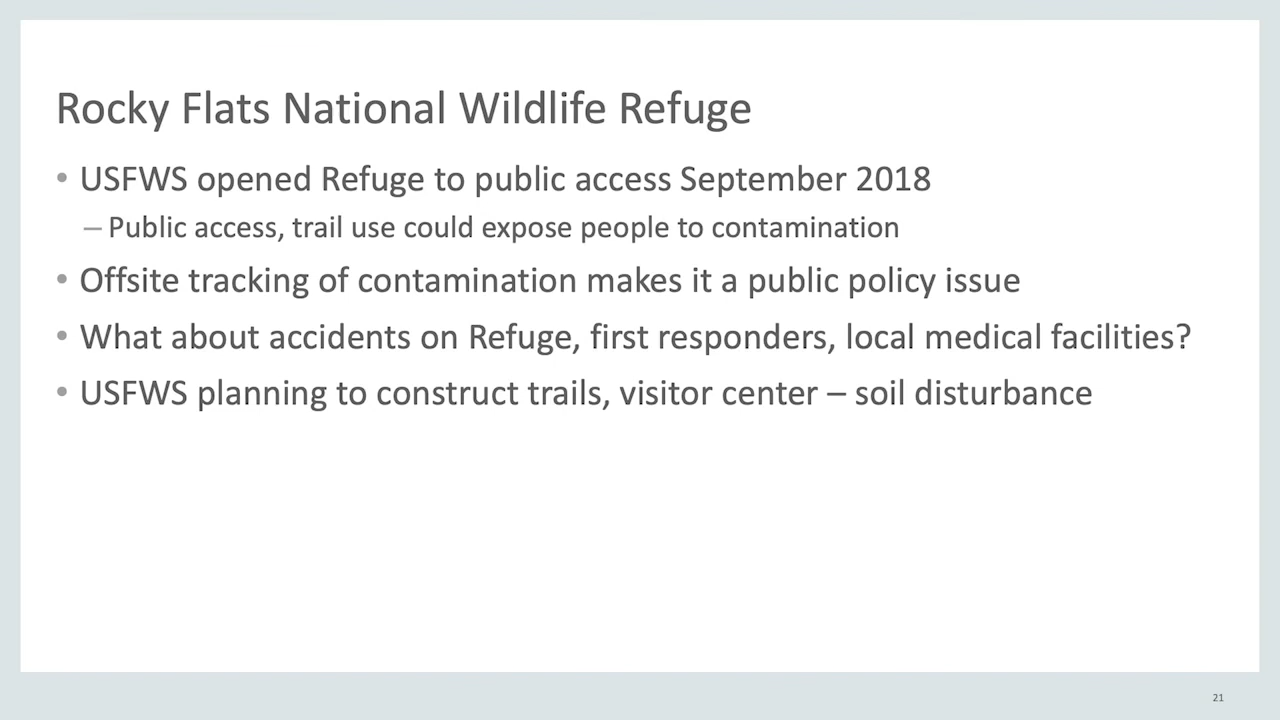 Rocky Flats National Wildlife Refuge
• USFWS opened Refuge to public access September 2018
– Public access, trail use could expose people to contamination
• Offsite tracking of contamination makes it a public policy issue
• What about accidents on Refuge, first responders, local medical facilities?
• USFWS planning to construct trails, visitor center – soil disturbance
21